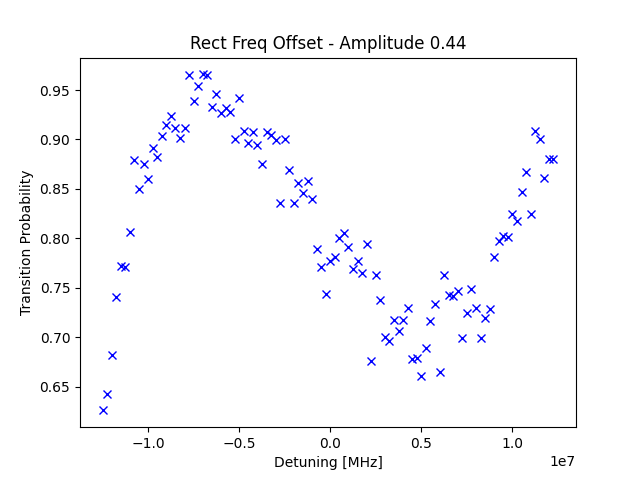 Rect Freq Offset - Amplitude 0.44
Transition Probability
0.95
0.90
0.85
0.80
0.75
0.70
0.65
−1.0 −0.5 0.0 0.5 1.0
1e7
Detuning [MHz]